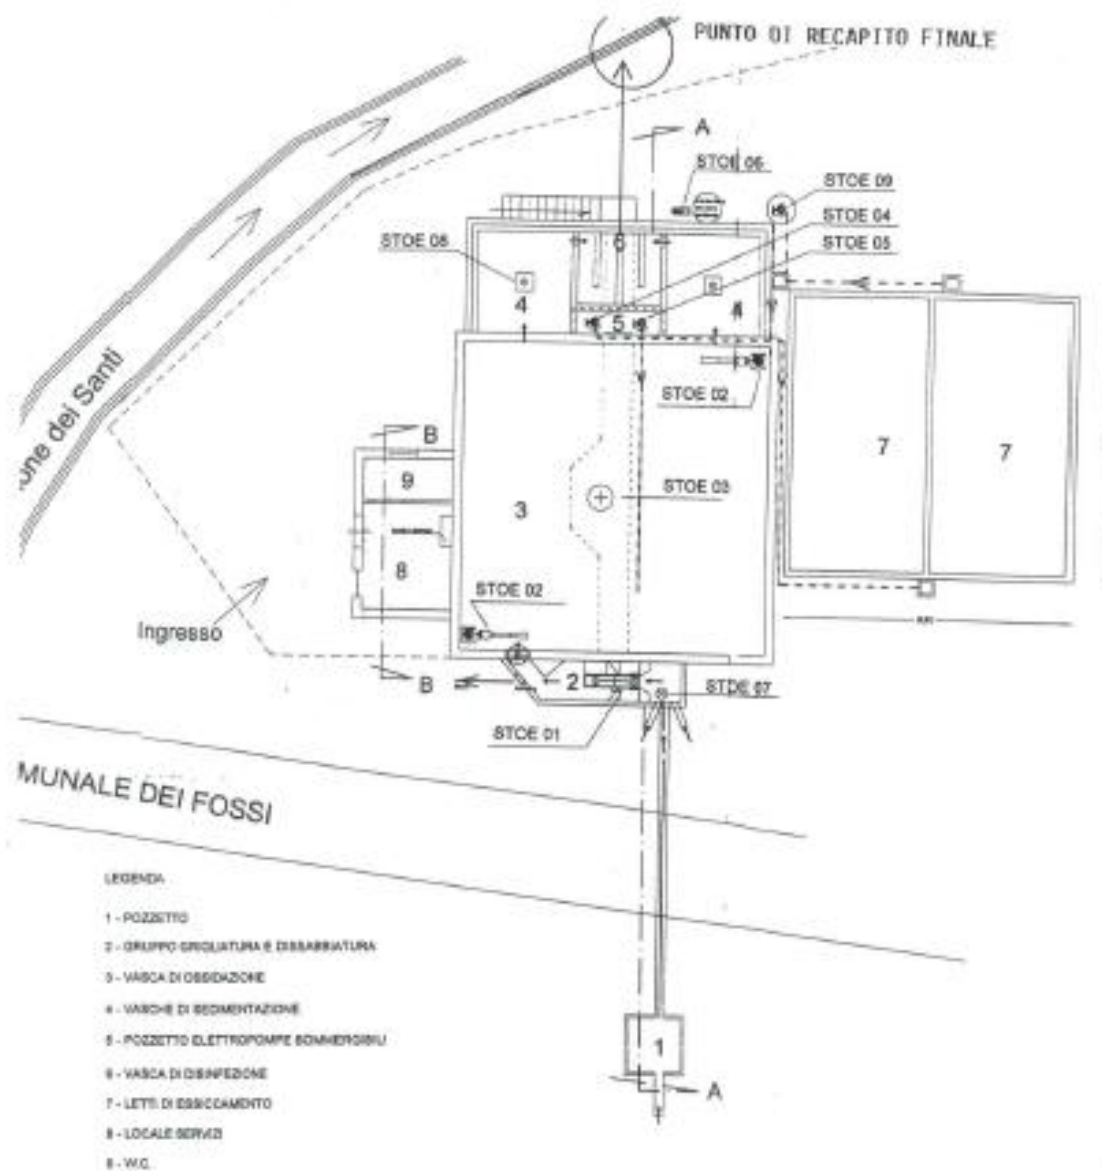 PUNTO DI RECAPITO FINALE
A
STOE 06
STOE 09
STOE 04
STOE 05
STOE 08
6
4
5
4
STOE 02
one dei Santi
B
9
7
7
STOE 03
3
8
STOE 02
Ingresso
B
2
STOE 07
STOE 01
MUNALE DEI FOSSI
LEGENDA
1 - POZZETTO
2 - GRUPPO GRIGLIATURA E DISSABBIATURA
3 - VASCA DI OSSIDAZIONE
4 - VASCHE DI SEDIMENTAZIONE
5 - POZZETTO ELETTROPOMPE SOMMERGIBILI
6 - VASCA DI DISINFEZIONE
7 - LETTI DI ESSICCAMENTO
8 - LOCALE SERVIZI
9 - W.C.
1
A